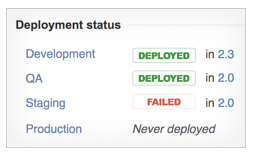 Deployment status
Development DEPLOYED in 2.3
QA DEPLOYED in 2.0
Staging FAILED in 2.0
Production Never deployed